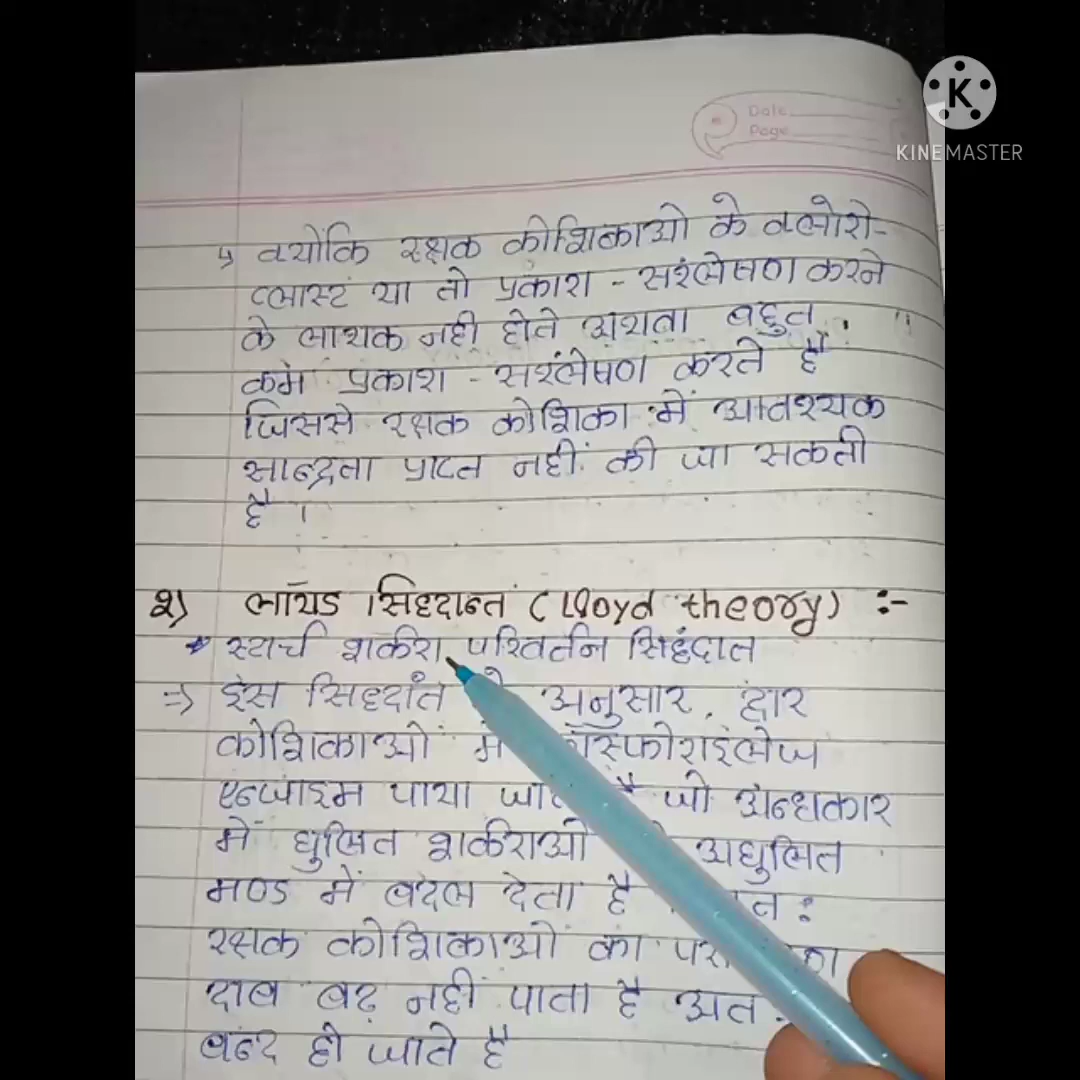 Date
Page
KINEMASTER
↳ क्योंकि रक्षक कोशिकाओ के क्लोरो-
प्लास्ट या तो प्रकाश - संश्लेषण करने
के लायक नही होते अथवा बहुत
कम प्रकाश - संश्लेषण करते है
जिससे रक्षक कोशिका में आवश्यक
सान्द्रता प्राप्त नहीं की जा सकती
है ।
2) लॉयड सिद्दान्त (Lloyd theory) :-
* स्टार्च शर्करा परिवर्तन सिद्दांत
=> इस सिद्दांत के अनुसार, द्वार
कोशिकाओं में
एन्जाइम पाया है जो अन्धकार
में घुलित शर्कराओ अघुलित
मण्ड में बदल देता है
रक्षक कोशिकाओं का
दाब बढ़ नहीं पाता है अत
बन्द हो जाते है